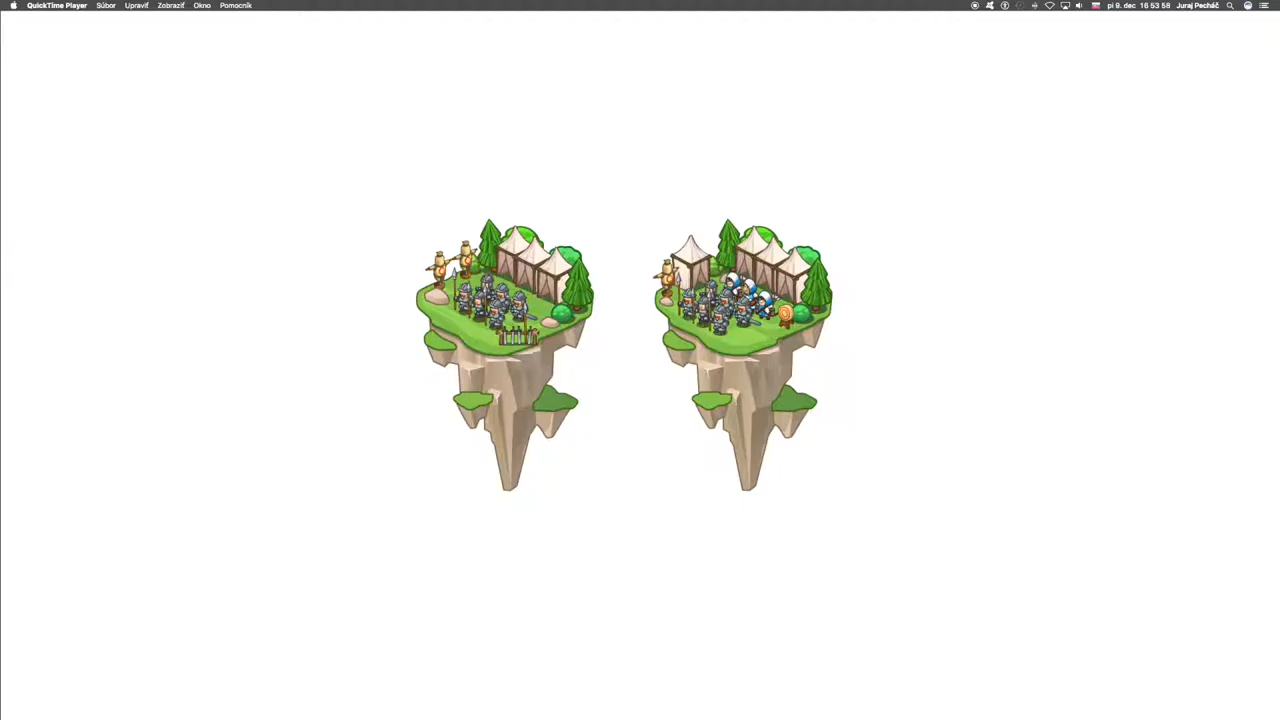 QuickTime Player Súbor Upraviť Zobraziť Okno Pomocník pi 9. dec 16 53 58 Juraj Pecháč